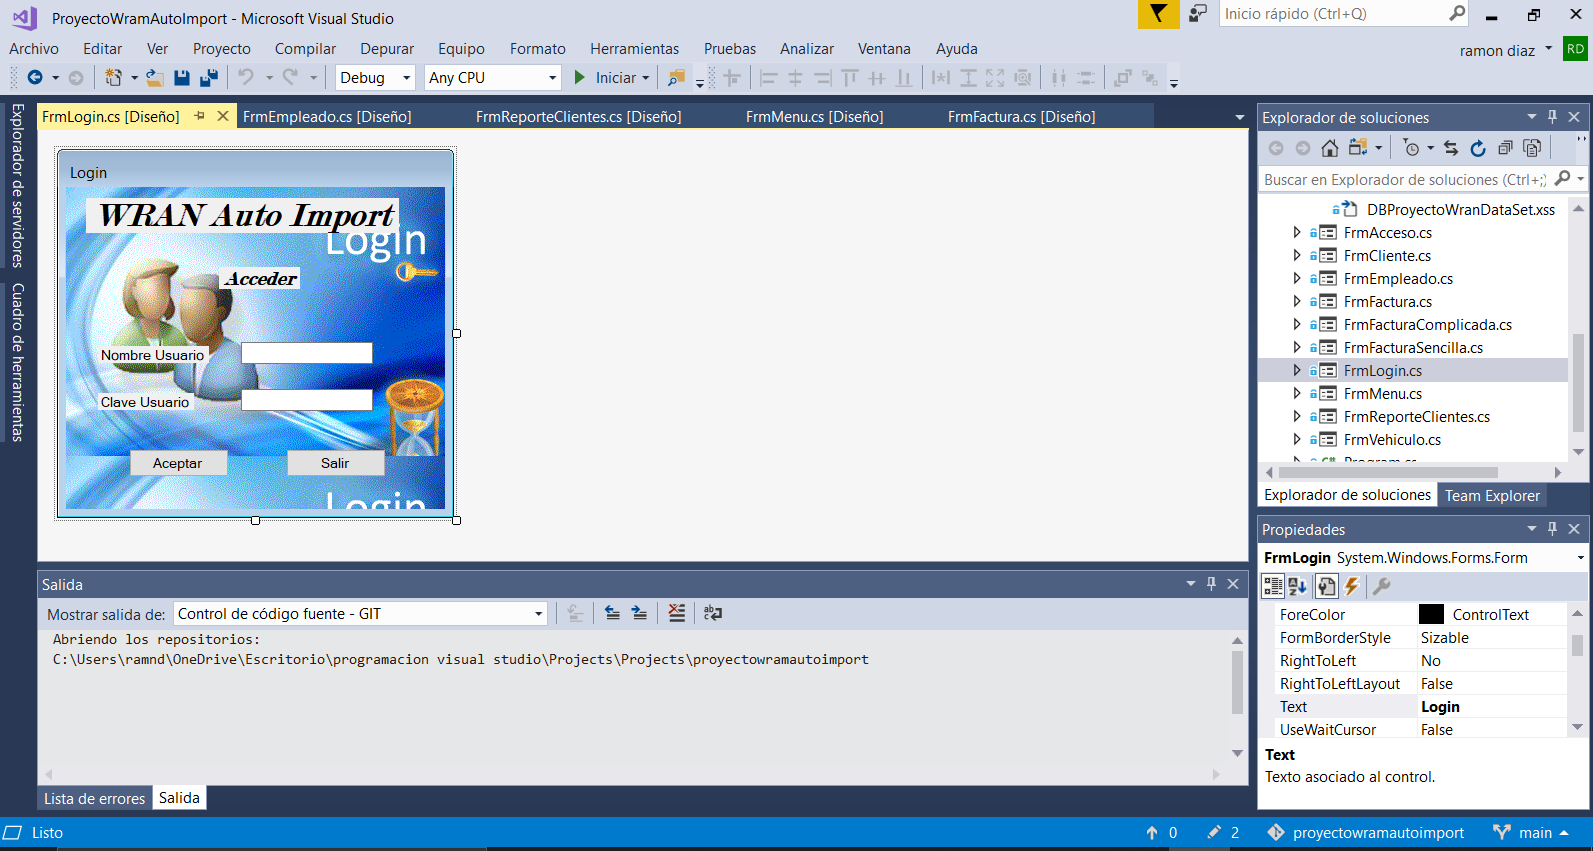 ProyectoWramAutoImport - Microsoft Visual Studio
Inicio rápido (Ctrl+Q)
Archivo Editar Ver Proyecto Compilar Depurar Equipo Formato Herramientas Pruebas Analizar Ventana Ayuda
ramon diaz RD
Debug Any CPU Iniciar
Explorador de servidores
Cuadro de herramientas
FrmLogin.cs [Diseño] FrmEmpleado.cs [Diseño] FrmReporteClientes.cs [Diseño] FrmMenu.cs [Diseño] FrmFactura.cs [Diseño]
Login
WRAN Auto Import
Login
Acceder
Nombre Usuario
Clave Usuario
Aceptar Salir
Login
Salida
Mostrar salida de: Control de código fuente - GIT
Abriendo los repositorios:
C:\Users\ramnd\OneDrive\Escritorio\programacion visual studio\Projects\Projects\proyectowramautoimport
Lista de errores Salida
Explorador de soluciones
Buscar en Explorador de soluciones (Ctrl+;)
DBProyectoWranDataSet.xss
FrmAcceso.cs
FrmCliente.cs
FrmEmpleado.cs
FrmFactura.cs
FrmFacturaComplicada.cs
FrmFacturaSencilla.cs
FrmLogin.cs
FrmMenu.cs
FrmReporteClientes.cs
FrmVehiculo.cs
Program.cs
Explorador de soluciones Team Explorer
Propiedades
FrmLogin System.Windows.Forms.Form
ForeColor ControlText
FormBorderStyle Sizable
RightToLeft No
RightToLeftLayout False
Text Login
UseWaitCursor False
Text
Texto asociado al control.
Listo 0 2 proyectowramautoimport main